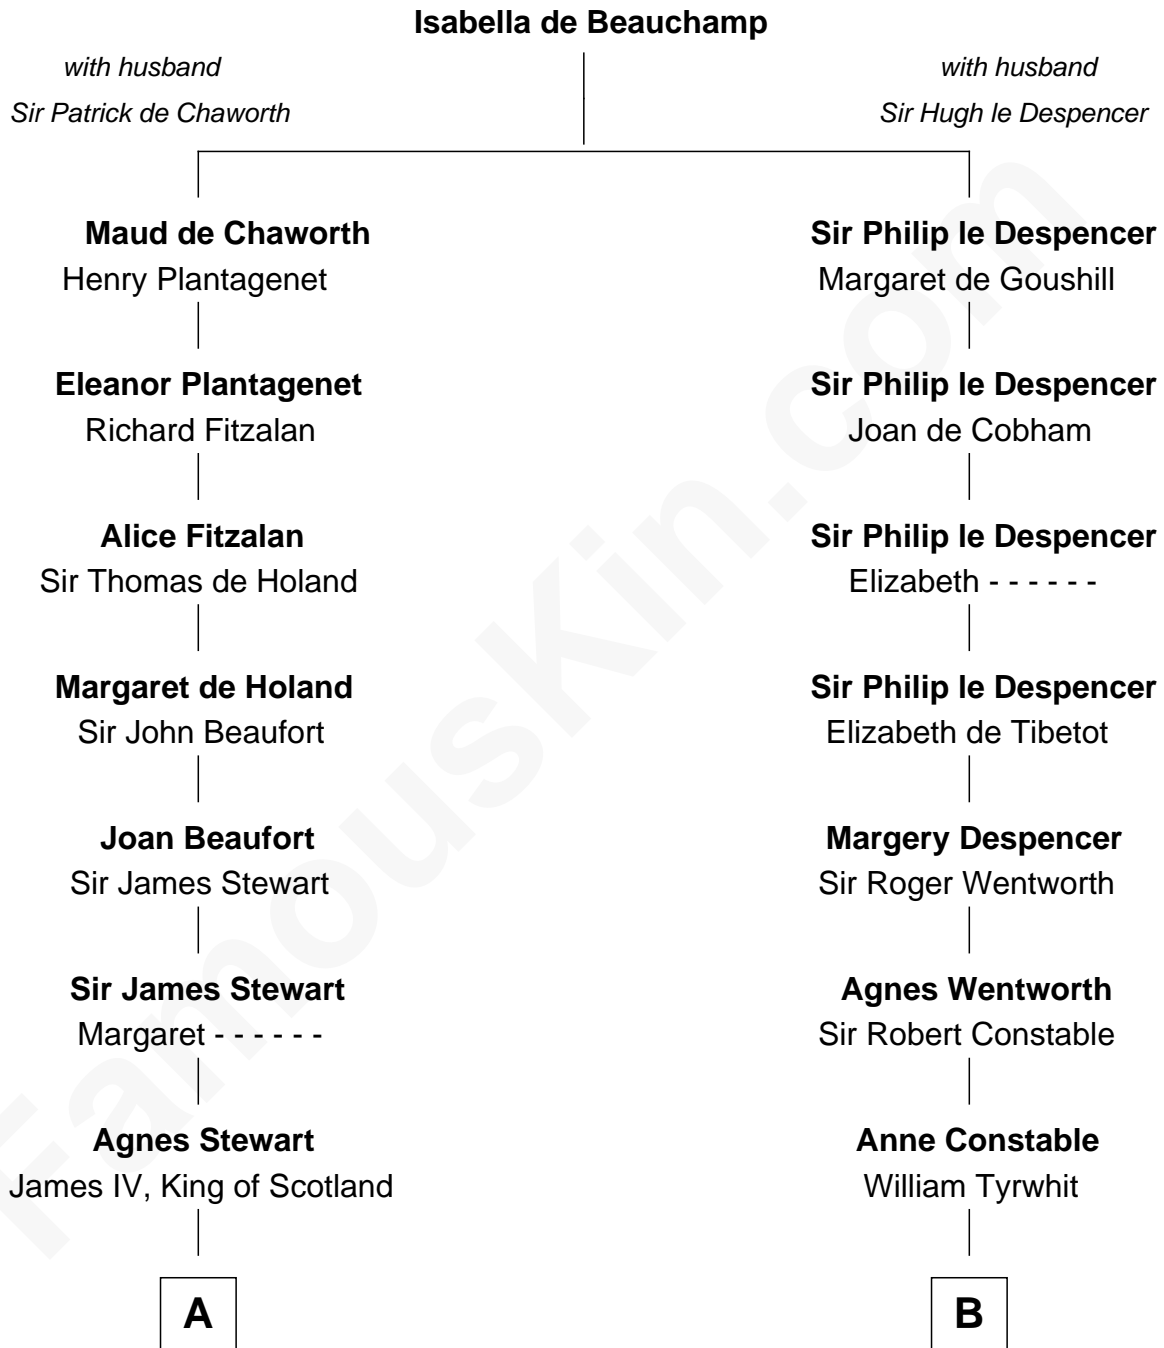 Isabella de Beauchamp
with husband
Sir Patrick de Chaworth
with husband
Sir Hugh le Despencer
Maud de Chaworth
Henry Plantagenet
Sir Philip le Despencer
Margaret de Goushill
Eleanor Plantagenet
Richard Fitzalan
Sir Philip le Despencer
Joan de Cobham
Alice Fitzalan
Sir Thomas de Holand
Sir Philip le Despencer
Elizabeth - - - - - -
Margaret de Holand
Sir John Beaufort
Sir Philip le Despencer
Elizabeth de Tibetot
Joan Beaufort
Sir James Stewart
Margery Despencer
Sir Roger Wentworth
Sir James Stewart
Margaret - - - - - -
Agnes Wentworth
Sir Robert Constable
Agnes Stewart
James IV, King of Scotland
Anne Constable
William Tyrwhit
A
B
FamousKin.com